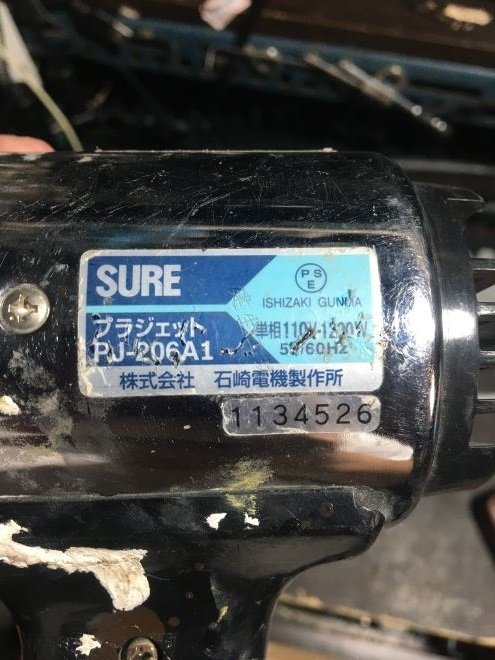 SURE
PSE
ISHIZAKI GUNMA
プラジェット
単相110V-1200W
PJ-206A1
50/60Hz
株式会社 石崎電機製作所
1134526